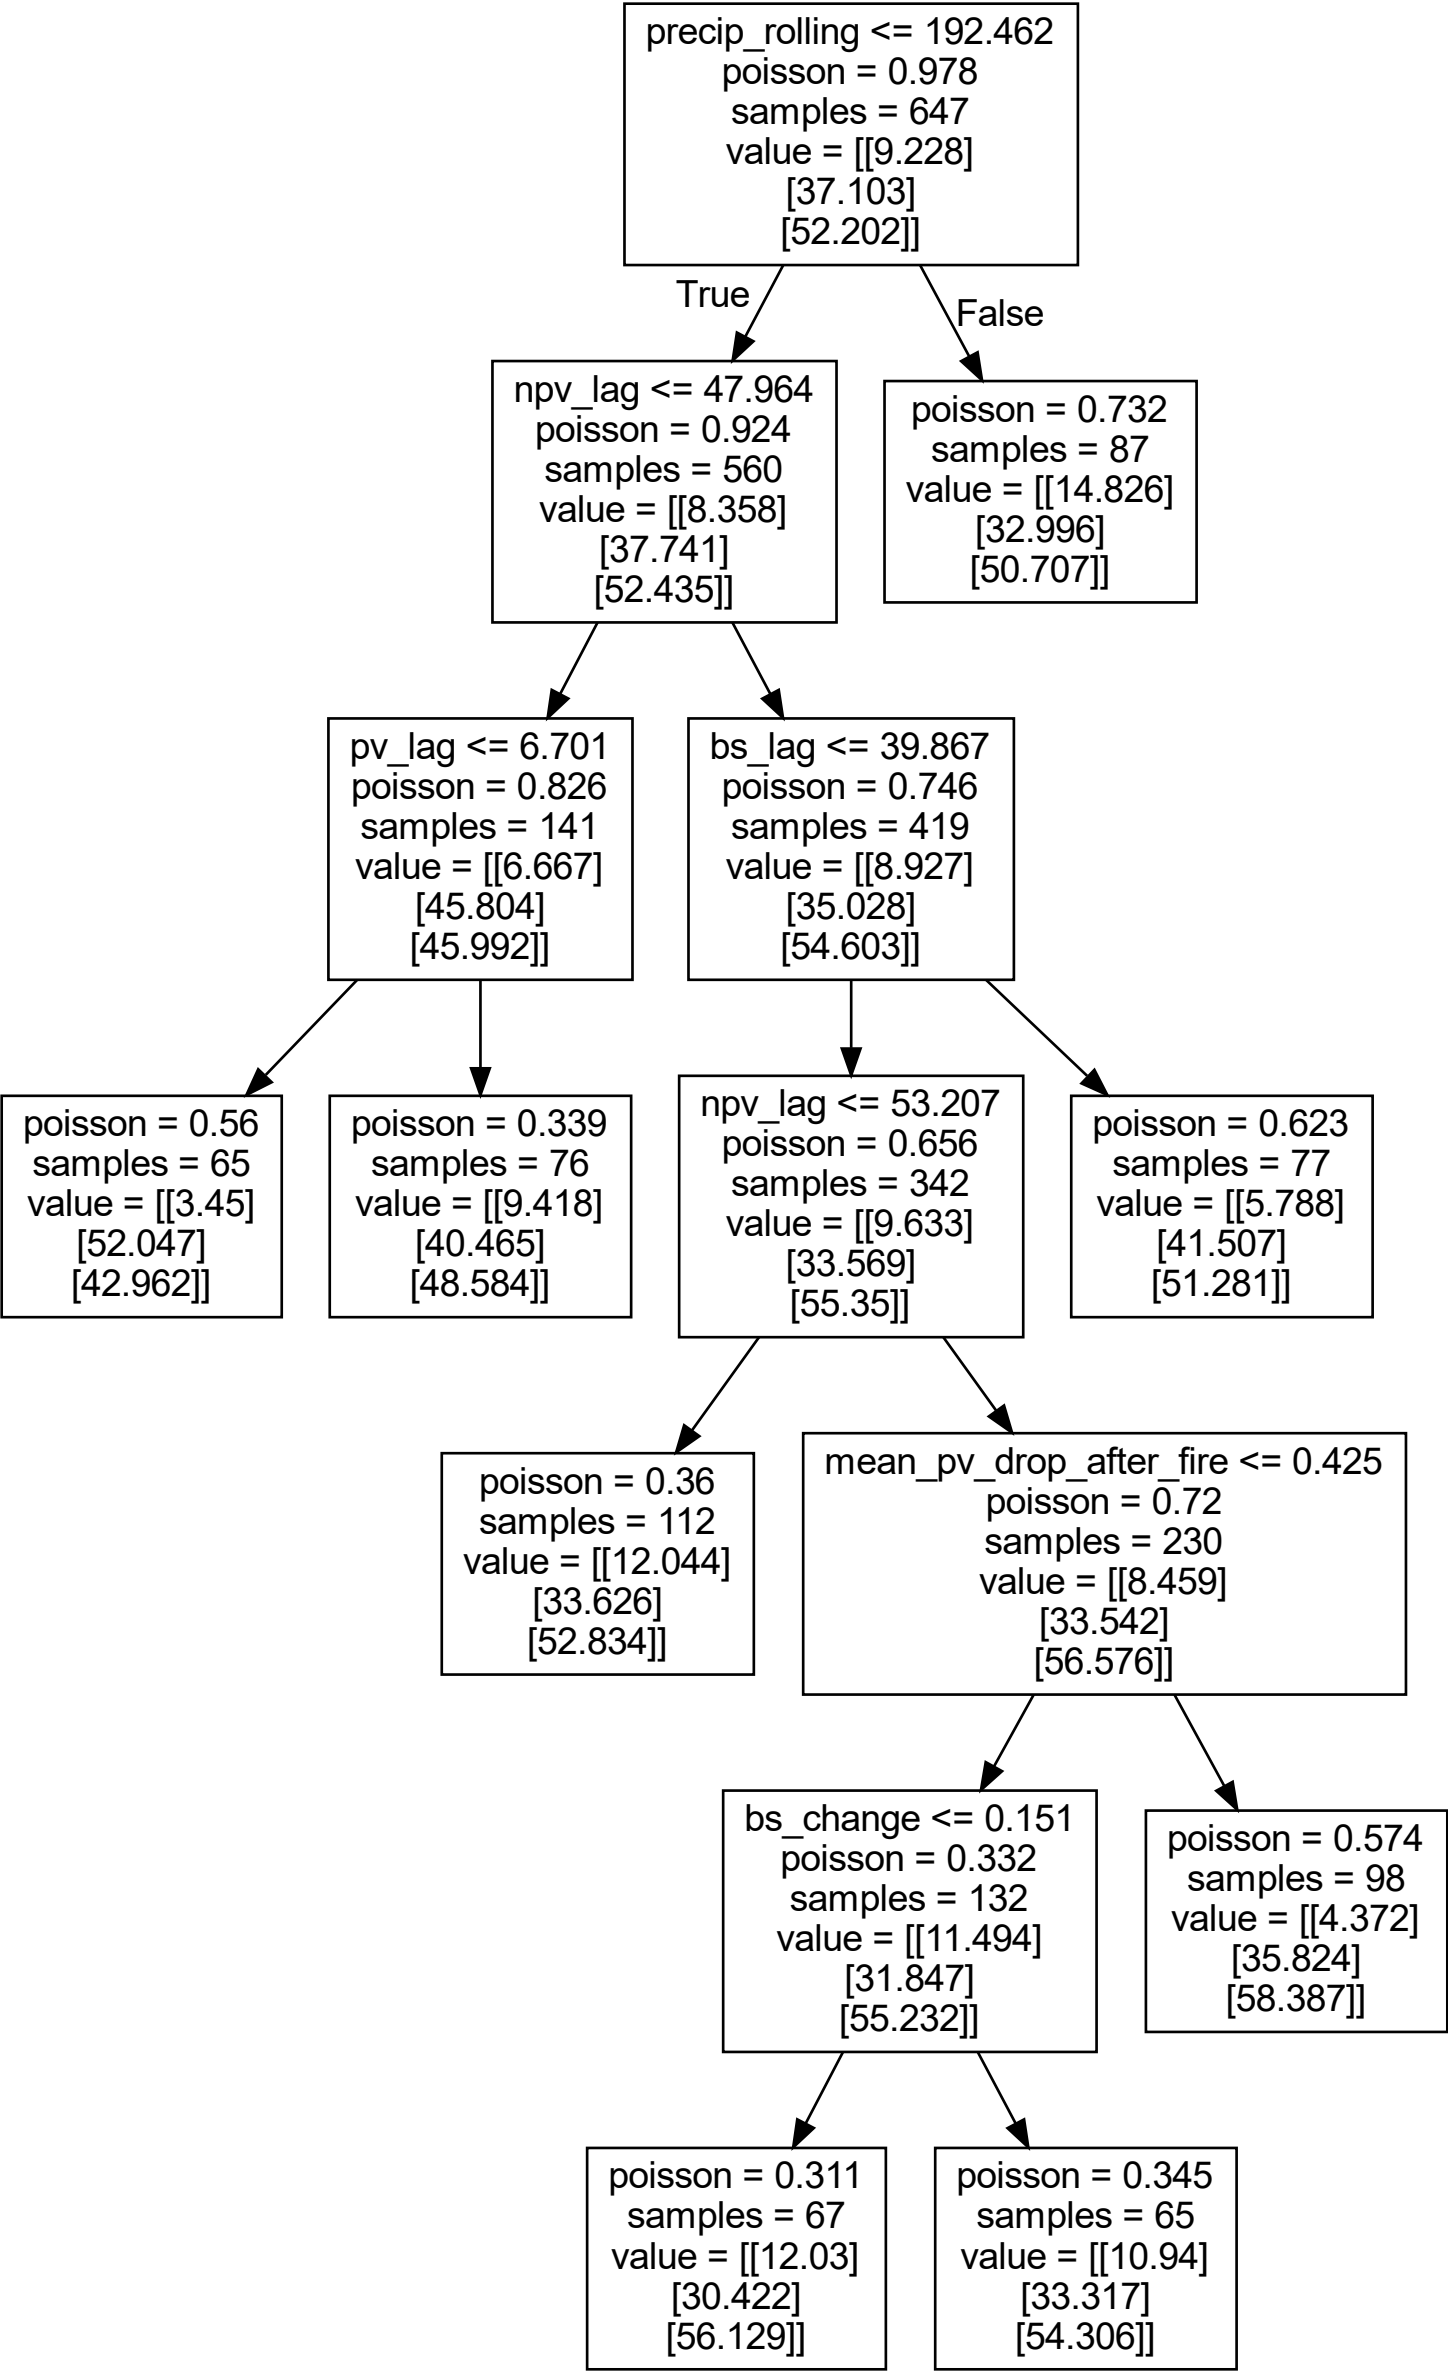 precip_rolling <= 192.462
poisson = 0.978
samples = 647
value = [[9.228]
[37.103]
[52.202]]
True
False
npv_lag <= 47.964
poisson = 0.924
samples = 560
value = [[8.358]
[37.741]
[52.435]]
poisson = 0.732
samples = 87
value = [[14.826]
[32.996]
[50.707]]
pv_lag <= 6.701
poisson = 0.826
samples = 141
value = [[6.667]
[45.804]
[45.992]]
bs_lag <= 39.867
poisson = 0.746
samples = 419
value = [[8.927]
[35.028]
[54.603]]
poisson = 0.56
samples = 65
value = [[3.45]
[52.047]
[42.962]]
poisson = 0.339
samples = 76
value = [[9.418]
[40.465]
[48.584]]
npv_lag <= 53.207
poisson = 0.656
samples = 342
value = [[9.633]
[33.569]
[55.35]]
poisson = 0.623
samples = 77
value = [[5.788]
[41.507]
[51.281]]
poisson = 0.36
samples = 112
value = [[12.044]
[33.626]
[52.834]]
mean_pv_drop_after_fire <= 0.425
poisson = 0.72
samples = 230
value = [[8.459]
[33.542]
[56.576]]
bs_change <= 0.151
poisson = 0.332
samples = 132
value = [[11.494]
[31.847]
[55.232]]
poisson = 0.574
samples = 98
value = [[4.372]
[35.824]
[58.387]]
poisson = 0.311
samples = 67
value = [[12.03]
[30.422]
[56.129]]
poisson = 0.345
samples = 65
value = [[10.94]
[33.317]
[54.306]]